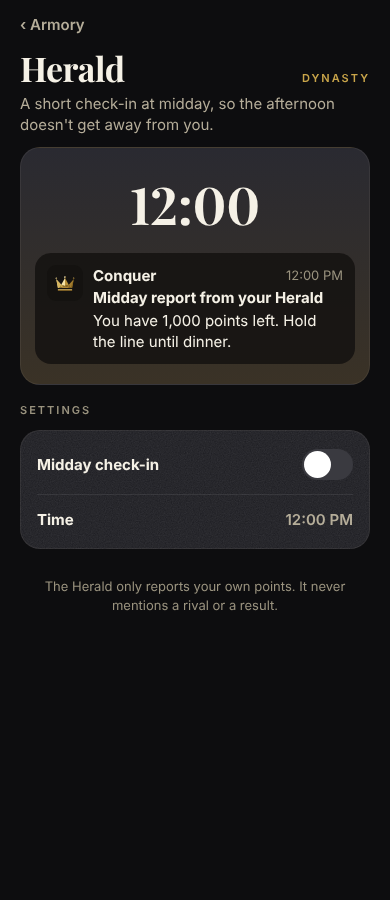 ‹ Armory
Herald
DYNASTY
A short check-in at midday, so the afternoon
doesn't get away from you.
12:00
Conquer
12:00 PM
Midday report from your Herald
You have 1,000 points left. Hold
the line until dinner.
SETTINGS
Midday check-in
Time
12:00 PM
The Herald only reports your own points. It never
mentions a rival or a result.